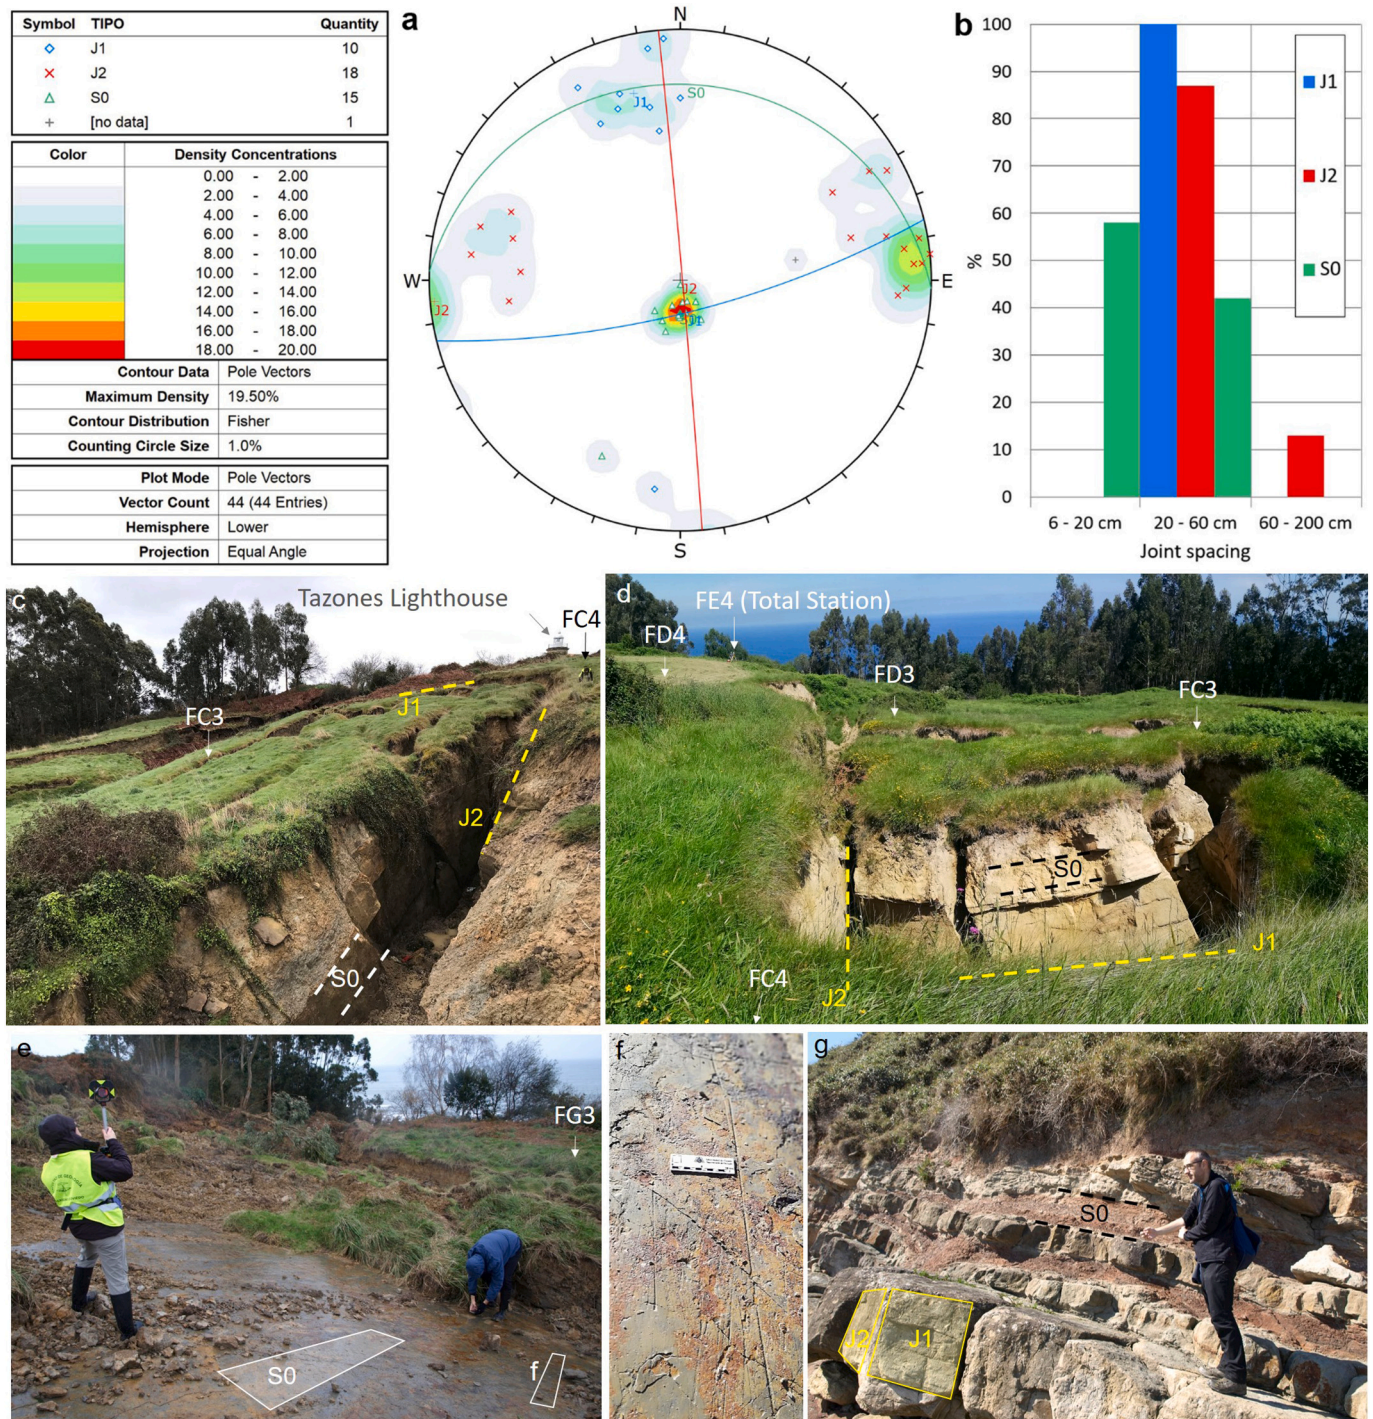 Symbol TIPO Quantity
J1 10
J2 18
S0 15
[no data] 1
Color Density Concentrations
0.00 - 2.00
2.00 - 4.00
4.00 - 6.00
6.00 - 8.00
8.00 - 10.00
10.00 - 12.00
12.00 - 14.00
14.00 - 16.00
16.00 - 18.00
18.00 - 20.00
Contour Data Pole Vectors
Maximum Density 19.50%
Contour Distribution Fisher
Counting Circle Size 1.0%
Plot Mode Pole Vectors
Vector Count 44 (44 Entries)
Hemisphere Lower
Projection Equal Angle
a
N
J1
S0
W
E
J2
J2
J1
S
b
100
90
80
70
60
50
40
30
20
10
0
%
J1
J2
S0
6 - 20 cm 20 - 60 cm 60 - 200 cm
Joint spacing
c
Tazones Lighthouse
FC4
FC3
J1
J2
S0
d
FE4 (Total Station)
FD4
FD3
FC3
S0
J1
FC4
J2
e
FG3
S0
f
f
g
S0
J2
J1